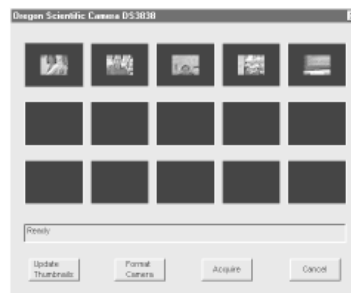 Oregon Scientific Camera DS3838
Ready
Update
Thumbnails
Format
Camera
Acquire
Cancel